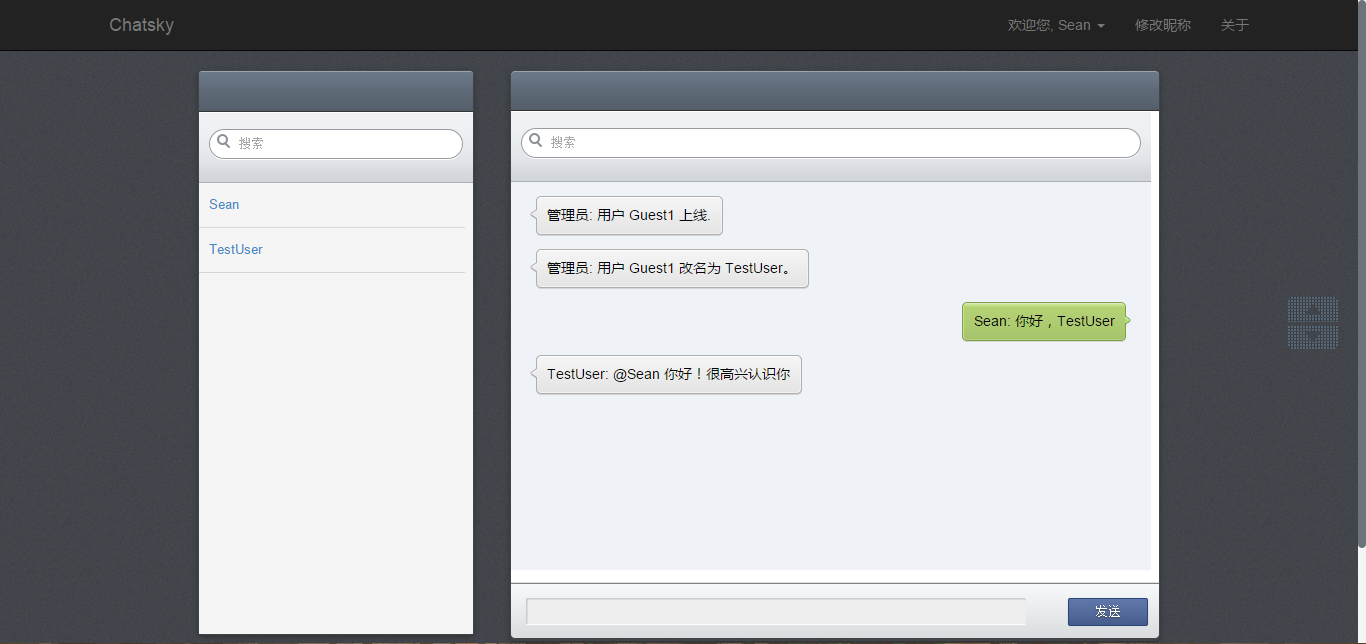 Chatsky
欢迎您, Sean
修改昵称
关于
搜索
Sean
TestUser
搜索
管理员: 用户 Guest1 上线.
管理员: 用户 Guest1 改名为 TestUser。
Sean: 你好，TestUser
TestUser: @Sean 你好！很高兴认识你
发送